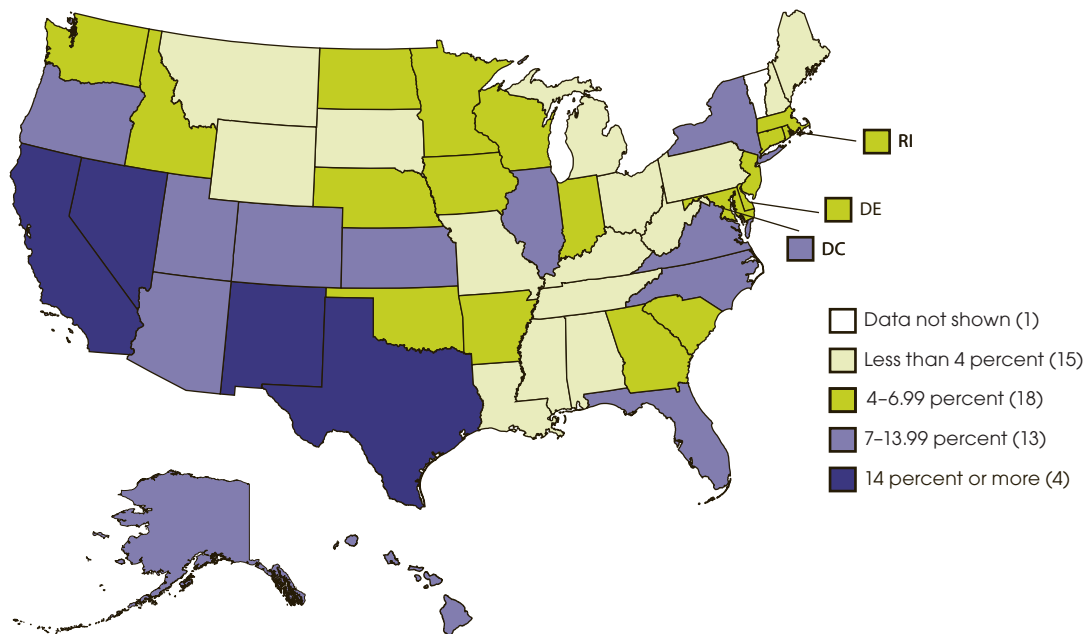 RI
DE
DC
Data not shown (1)
Less than 4 percent (15)
4–6.99 percent (18)
7–13.99 percent (13)
14 percent or more (4)